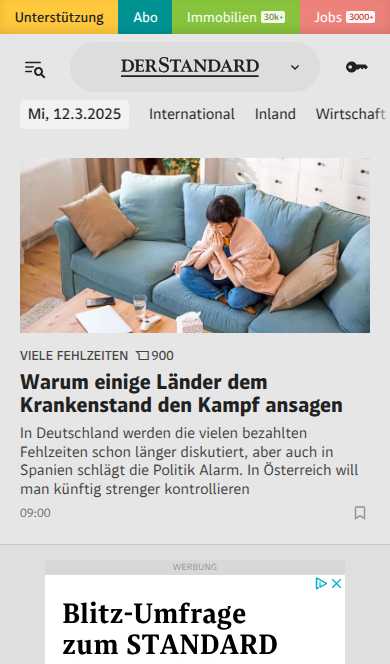 Unterstützung Abo Immobilien 30k+ Jobs 3000+
DERSTANDARD
Mi, 12.3.2025 International Inland Wirtschaft
VIELE FEHLZEITEN 900
Warum einige Länder dem
Krankenstand den Kampf ansagen
In Deutschland werden die vielen bezahlten
Fehlzeiten schon länger diskutiert, aber auch in
Spanien schlägt die Politik Alarm. In Österreich will
man künftig strenger kontrollieren
09:00
WERBUNG
Blitz-Umfrage
zum STANDARD